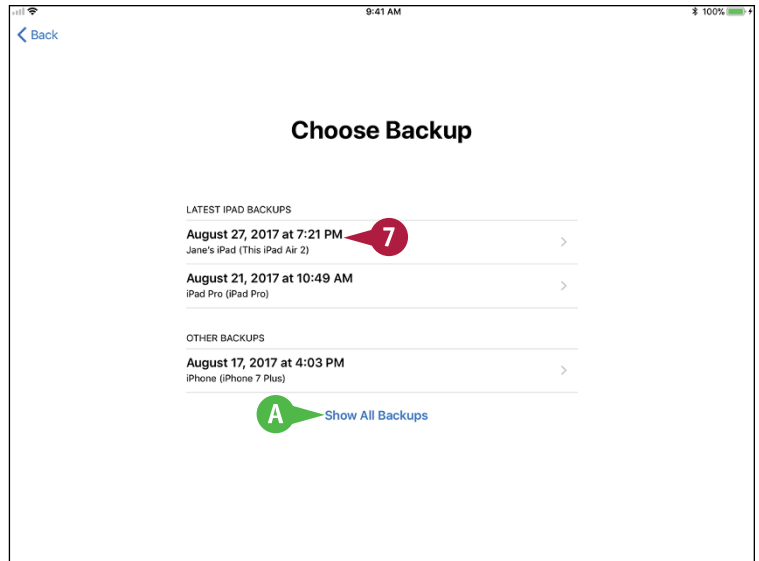 9:41 AM
100%
Back
Choose Backup
LATEST IPAD BACKUPS
August 27, 2017 at 7:21 PM
7
Jane's iPad (This iPad Air 2)
August 21, 2017 at 10:49 AM
iPad Pro (iPad Pro)
OTHER BACKUPS
August 17, 2017 at 4:03 PM
iPhone (iPhone 7 Plus)
A
Show All Backups